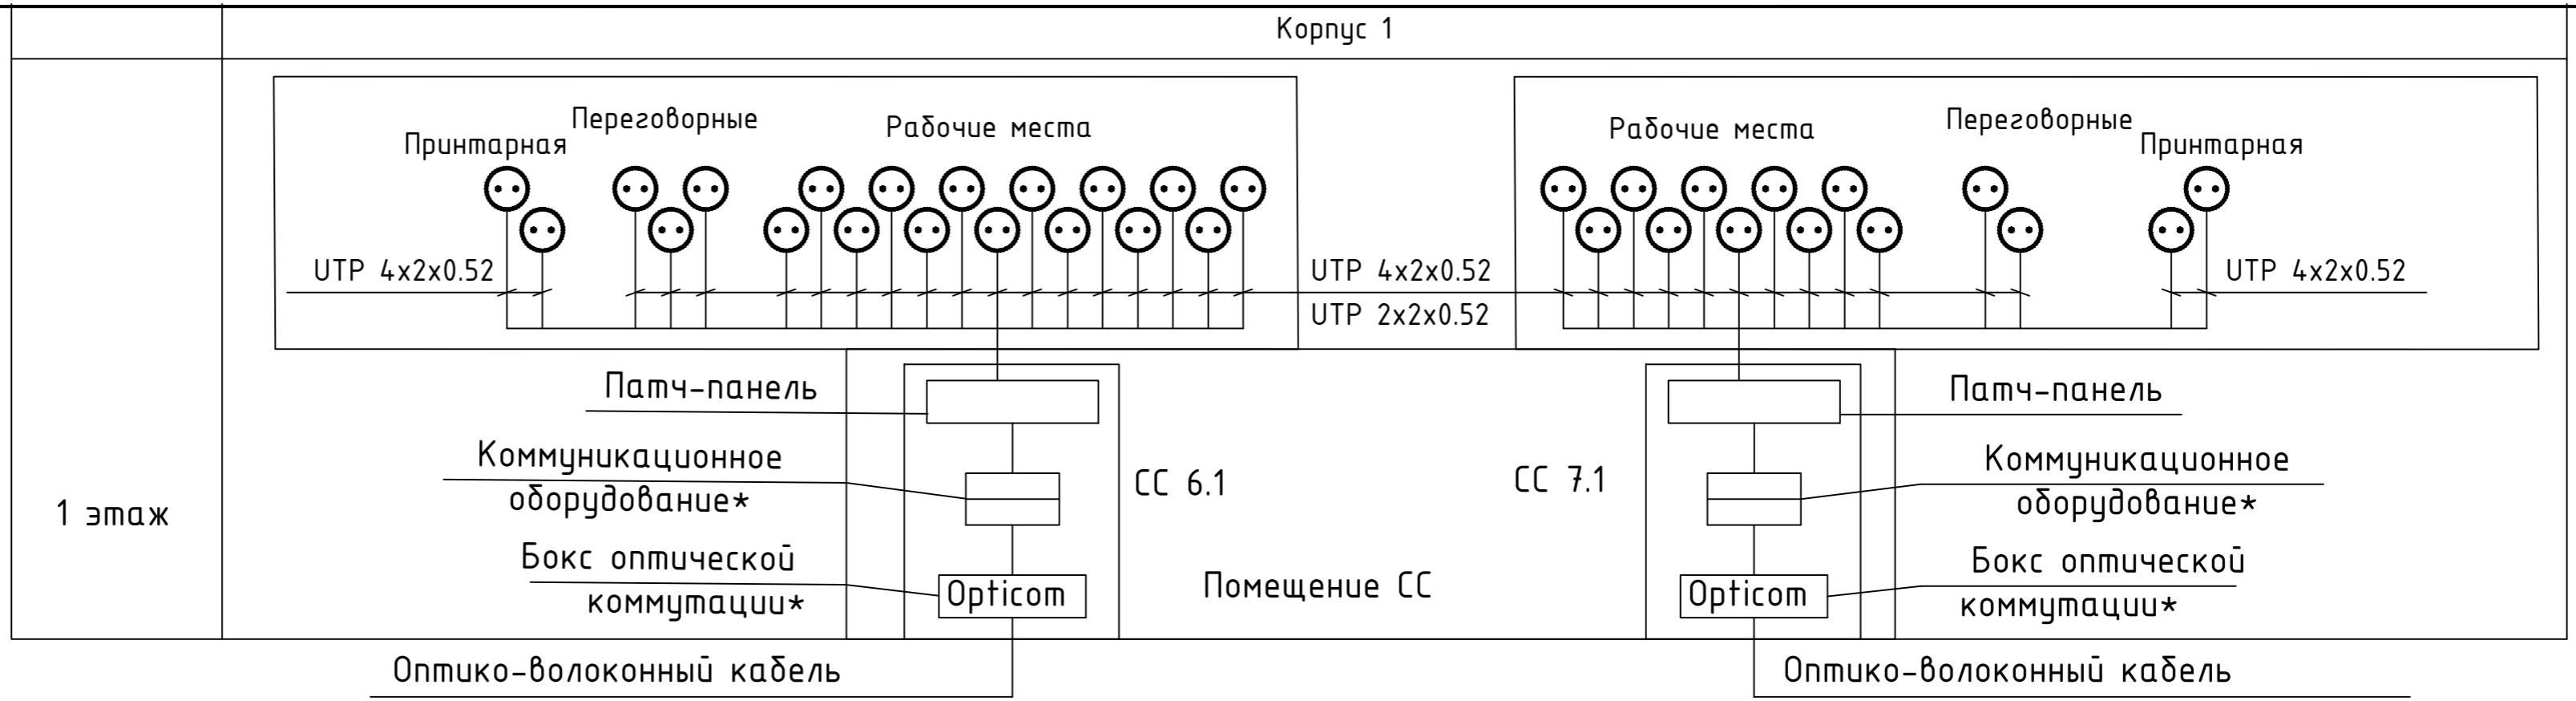 Корпус 1
Переговорные
Рабочие места
Рабочие места
Переговорные
Принтарная
Принтарная
UTP 4x2x0.52
UTP 4x2x0.52
UTP 4x2x0.52
UTP 2x2x0.52
Патч-панель
Патч-панель
Коммуникационное
оборудование*
СС 6.1
СС 7.1
Коммуникационное
оборудование*
1 этаж
Бокс оптической
коммутации*
Opticom
Помещение СС
Opticom
Бокс оптической
коммутации*
Оптико-волоконный кабель
Оптико-волоконный кабель